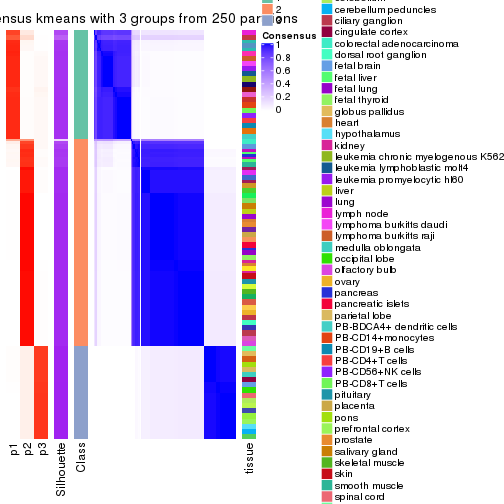 ensus kmeans with 3 groups from 250 partitions
2
Consensus
1
0.8
0.6
0.4
0.2
0
p1
p2
p3
Silhouette
Class
tissue
cerebellum peduncles
ciliary ganglion
cingulate cortex
colorectal adenocarcinoma
dorsal root ganglion
fetal brain
fetal liver
fetal lung
fetal thyroid
globus pallidus
heart
hypothalamus
kidney
leukemia chronic myelogenous K562
leukemia lymphoblastic molt4
leukemia promyelocytic hl60
liver
lung
lymph node
lymphoma burkitts daudi
lymphoma burkitts raji
medulla oblongata
occipital lobe
olfactory bulb
ovary
pancreas
pancreatic islets
parietal lobe
PB-BDCA4+ dendritic cells
PB-CD14+monocytes
PB-CD19+B cells
PB-CD4+T cells
PB-CD56+NK cells
PB-CD8+T cells
pituitary
placenta
pons
prefrontal cortex
prostate
salivary gland
skeletal muscle
skin
smooth muscle
spinal cord